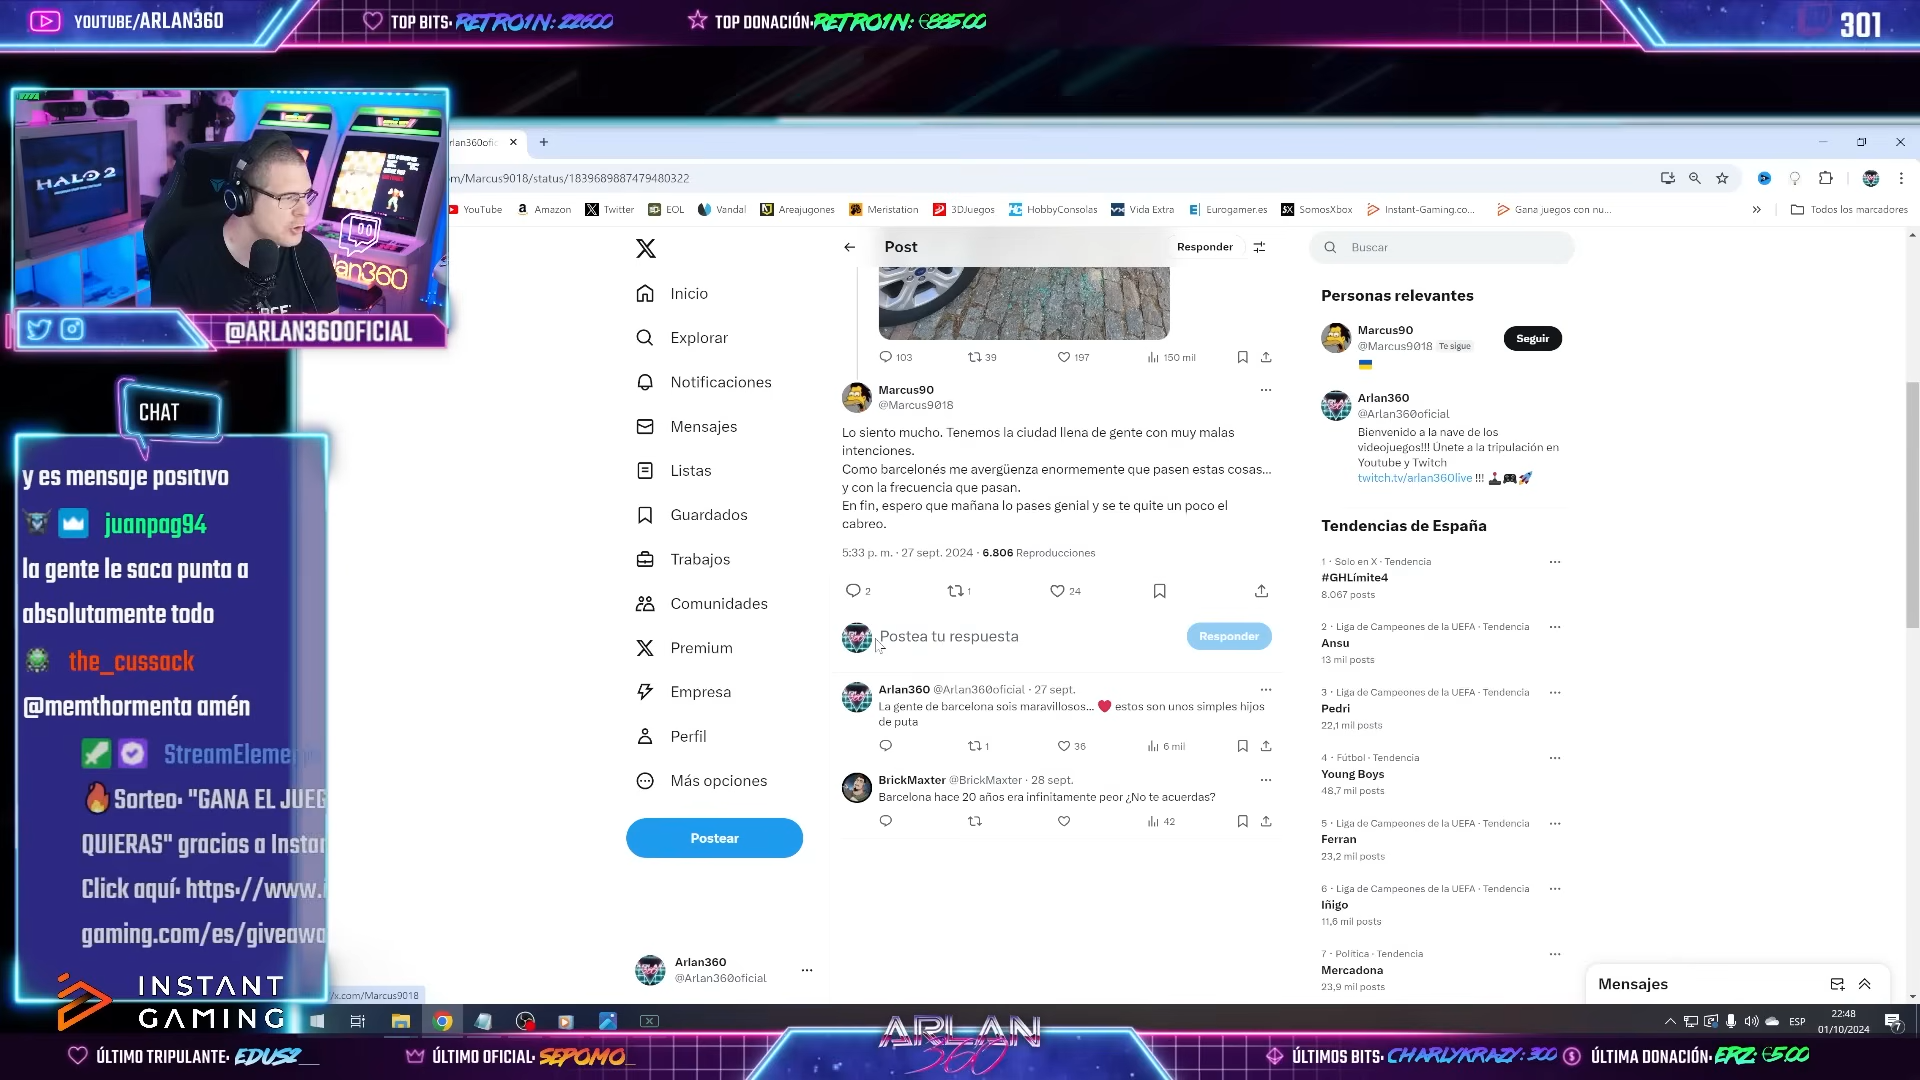 YOUTUBE/ARLAN360
TOP BITS: RETRO1N: 22600
TOP DONACIÓN: RETRO1N: €885.00
301
HALO 2
@ARLAN360OFICIAL
CHAT
y es mensaje positivo
juanpag94
la gente le saca punta a
absolutamente todo
the_cussack
@memthormenta amén
StreamEleme
Sorteo: "GANA EL JUEG
QUIERAS" gracias a Insta
Click aquí: https://www.i
gaming.com/es/giveawa
INSTANT
GAMING
rlan360ofic
m/Marcus9018/status/1839689887479480322
YouTube
Amazon
Twitter
EOL
Vandal
Areajugones
Meristation
3DJuegos
HobbyConsolas
Vida Extra
Eurogamer.es
SomosXbox
Instant-Gaming.co...
Gana juegos con nu...
Todos los marcadores
Inicio
Explorar
Notificaciones
Mensajes
Listas
Guardados
Trabajos
Comunidades
Premium
Empresa
Perfil
Más opciones
Postear
Arlan360
@Arlan360oficial
/x.com/Marcus9018
Post
Responder
103
39
197
150 mil
Marcus90
@Marcus9018
Lo siento mucho. Tenemos la ciudad llena de gente con muy malas
intenciones.
Como barcelonés me avergüenza enormemente que pasen estas cosas...
y con la frecuencia que pasan.
En fin, espero que mañana lo pases genial y se te quite un poco el
cabreo.
5:33 p. m. · 27 sept. 2024 · 6.806 Reproducciones
2
1
24
Postea tu respuesta
Responder
Arlan360 @Arlan360oficial · 27 sept.
La gente de barcelona sois maravillosos... ❤️ estos son unos simples hijos
de puta
1
36
6 mil
BrickMaxter @BrickMaxter · 28 sept.
Barcelona hace 20 años era infinitamente peor ¿No te acuerdas?
42
Buscar
Personas relevantes
Marcus90
@Marcus9018 Te sigue
Seguir
Arlan360
@Arlan360oficial
Bienvenido a la nave de los
videojuegos!!! Únete a la tripulación en
Youtube y Twitch
twitch.tv/arlan360live !!!
Tendencias de España
1 · Solo en X · Tendencia
#GHLímite4
8.067 posts
2 · Liga de Campeones de la UEFA · Tendencia
Ansu
13 mil posts
3 · Liga de Campeones de la UEFA · Tendencia
Pedri
22,1 mil posts
4 · Fútbol · Tendencia
Young Boys
48,7 mil posts
5 · Liga de Campeones de la UEFA · Tendencia
Ferran
23,2 mil posts
6 · Liga de Campeones de la UEFA · Tendencia
Iñigo
11,6 mil posts
7 · Política · Tendencia
Mercadona
23,9 mil posts
Mensajes
ESP
22:48
01/10/2024
7
ÚLTIMO TRIPULANTE: EDUSZ__
ÚLTIMO OFICIAL: SEPOMO_
ARLAN
360
ÚLTIMOS BITS: CHARLYKRAZY: 300
ÚLTIMA DONACIÓN: ERZ: €5.00